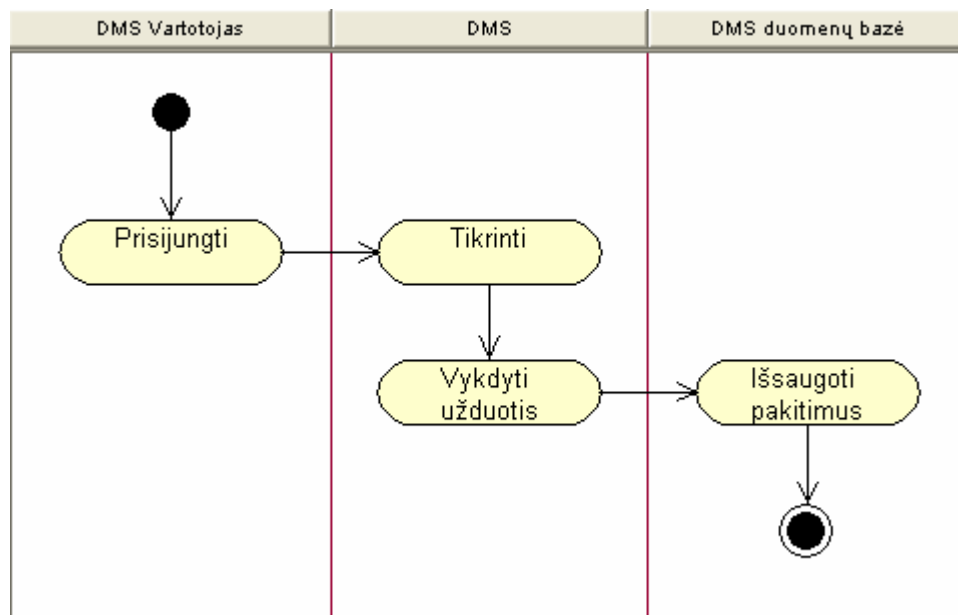 DMS Vartotojas
DMS
DMS duomenų bazė
Prisijungti
Tikrinti
Vykdyti
užduotis
Išsaugoti
pakitimus